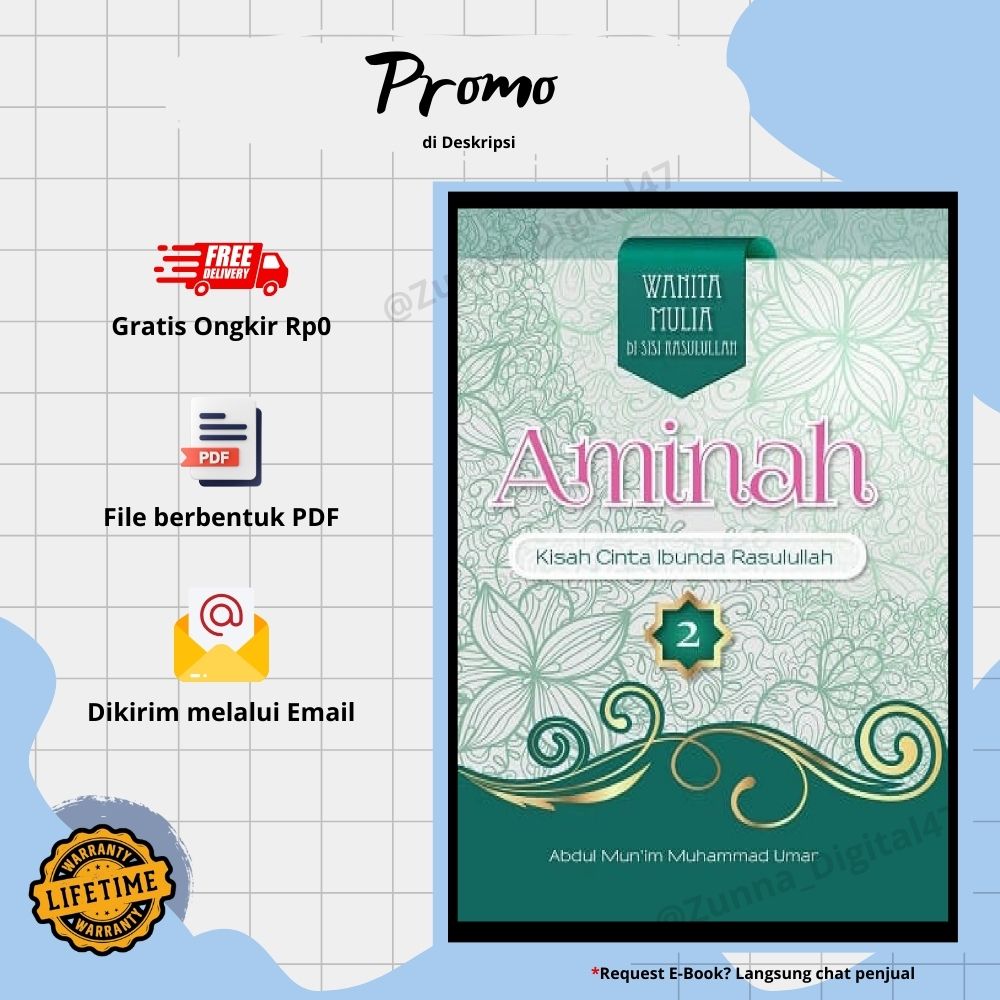 Promo
di Deskripsi
FREE
DELIVERY
Gratis Ongkir Rp0
PDF
File berbentuk PDF
@
Dikirim melalui Email
WARRANTY
LIFETIME
WARRANTY
@Zunna_Digital47
WANITA
MULIA
DI SISI RASULULLAH
Aminah
Kisah Cinta Ibunda Rasulullah
2
Abdul Mun'im Muhammad Umar
@Zunna_Digital47
*Request E-Book? Langsung chat penjual